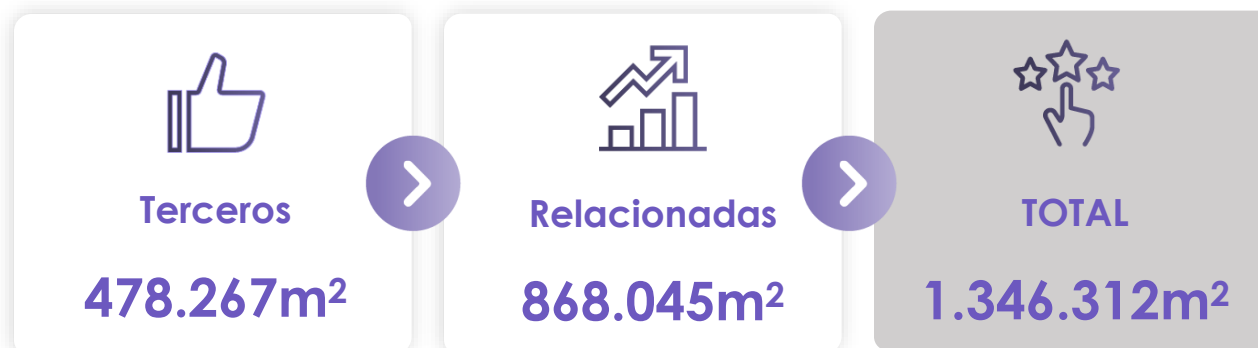 Terceros
478.267m²
Relacionadas
868.045m²
TOTAL
1.346.312m²